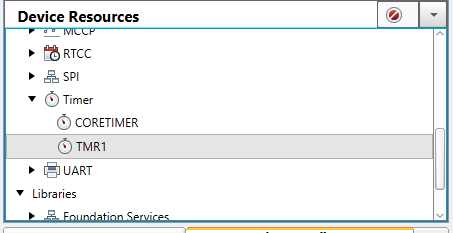 Device Resources
MCCP
RTCC
SPI
Timer
CORETIMER
TMR1
UART
Libraries
Foundation Services